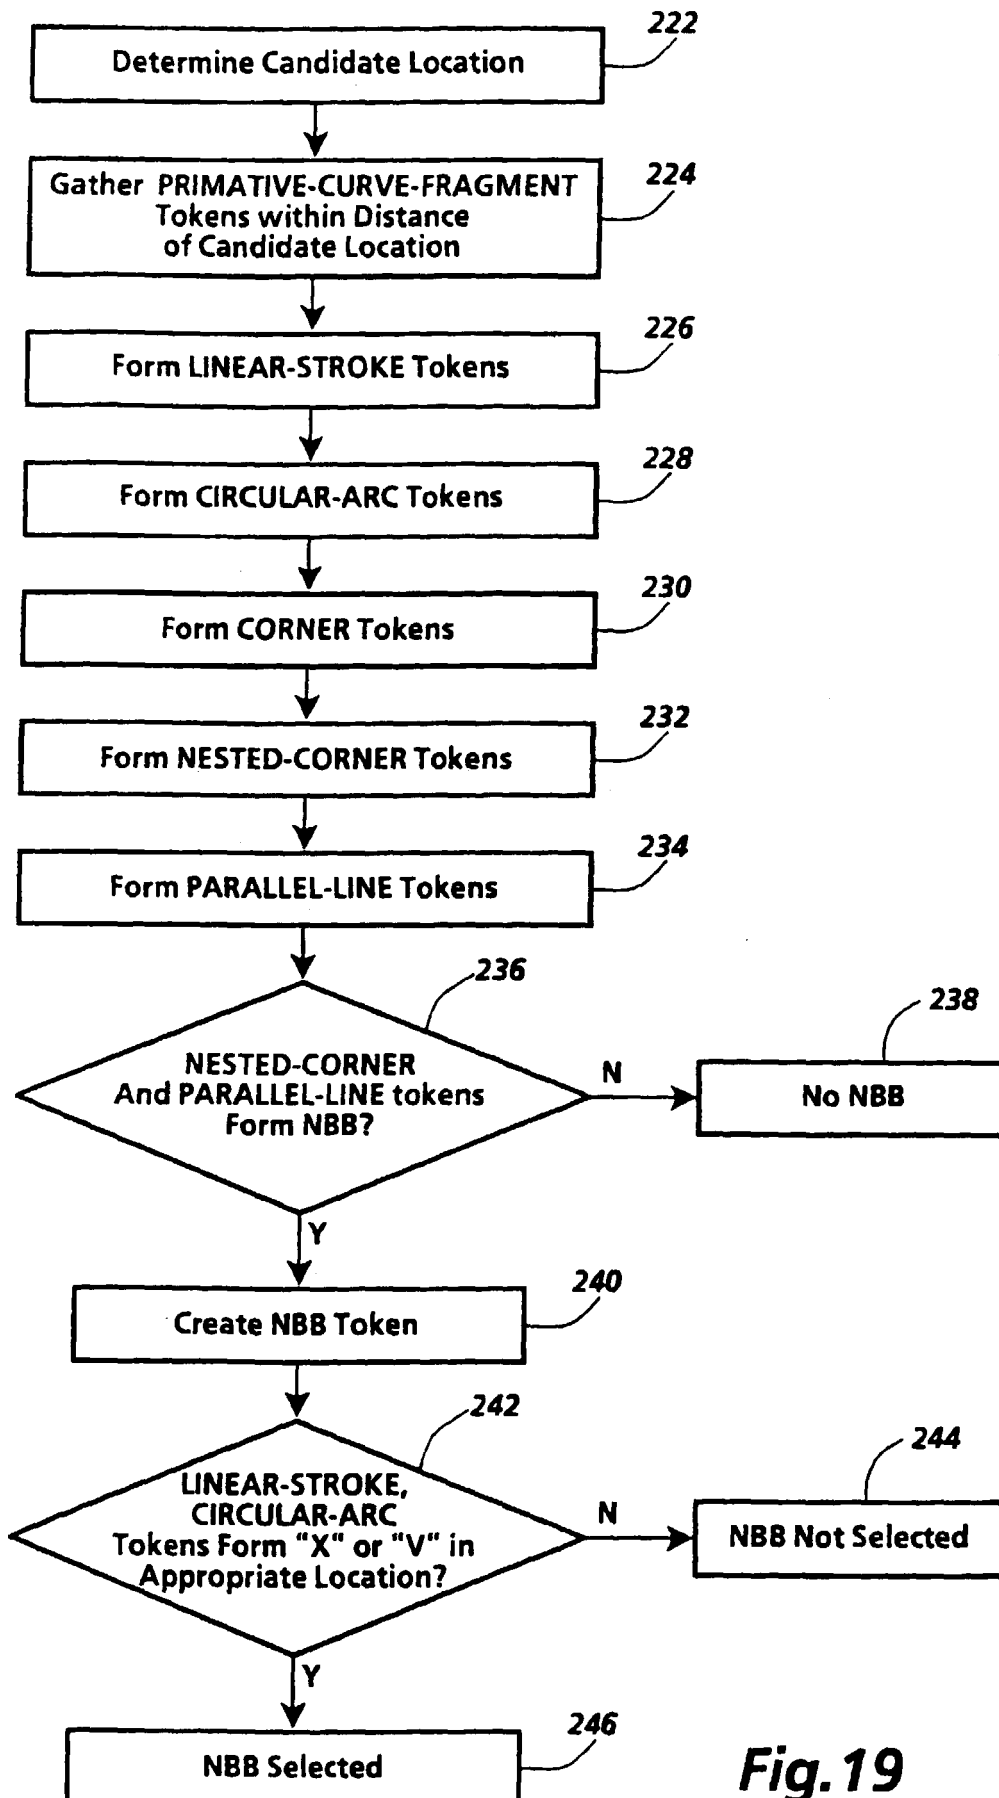 222
Determine Candidate Location
224
Gather PRIMATIVE-CURVE-FRAGMENT
Tokens within Distance
of Candidate Location
226
Form LINEAR-STROKE Tokens
228
Form CIRCULAR-ARC Tokens
230
Form CORNER Tokens
232
Form NESTED-CORNER Tokens
234
Form PARALLEL-LINE Tokens
236
238
NESTED-CORNER
And PARALLEL-LINE tokens
Form NBB?
N
No NBB
Y
240
Create NBB Token
242
244
LINEAR-STROKE,
CIRCULAR-ARC
Tokens Form "X" or "V" in
Appropriate Location?
N
NBB Not Selected
Y
246
NBB Selected
Fig.19